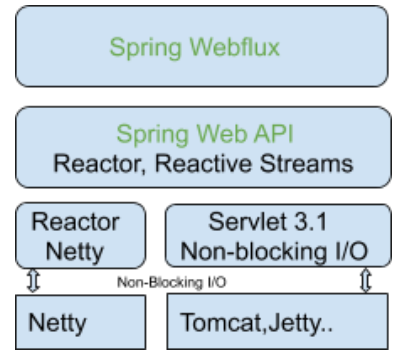 Spring Webflux
Spring Web API
Reactor, Reactive Streams
Reactor
Netty
Servlet 3.1
Non-blocking I/O
Non-Blocking I/O
Netty
Tomcat,Jetty..